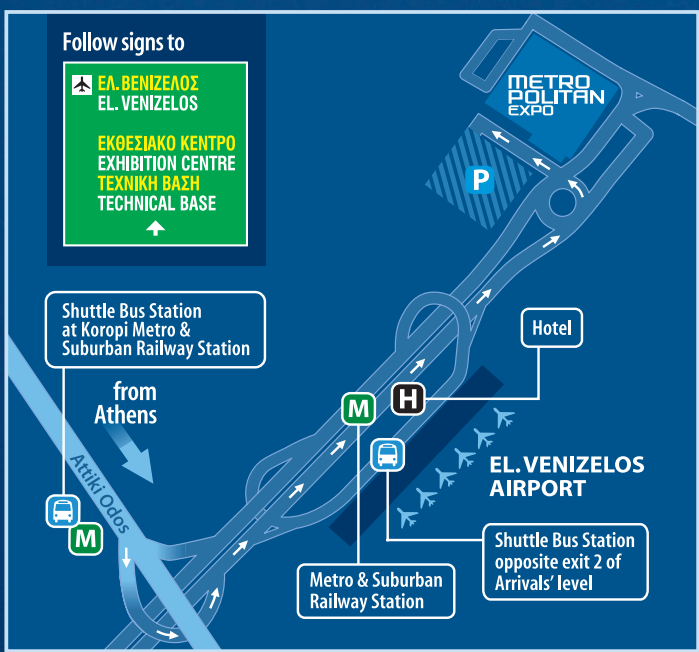 Follow signs to
ΕΛ. ΒΕΝΙΖΕΛΟΣ
EL. VENIZELOS
ΕΚΘΕΣΙΑΚΟ ΚΕΝΤΡΟ
EXHIBITION CENTRE
ΤΕΧΝΙΚΗ ΒΑΣΗ
TECHNICAL BASE
METRO
POLITAN
EXPO
P
Shuttle Bus Station
at Koropi Metro &
Suburban Railway Station
Hotel
from
Athens
H
M
Attiki Odos
EL. VENIZELOS
AIRPORT
M
Shuttle Bus Station
opposite exit 2 of
Arrivals' level
Metro & Suburban
Railway Station